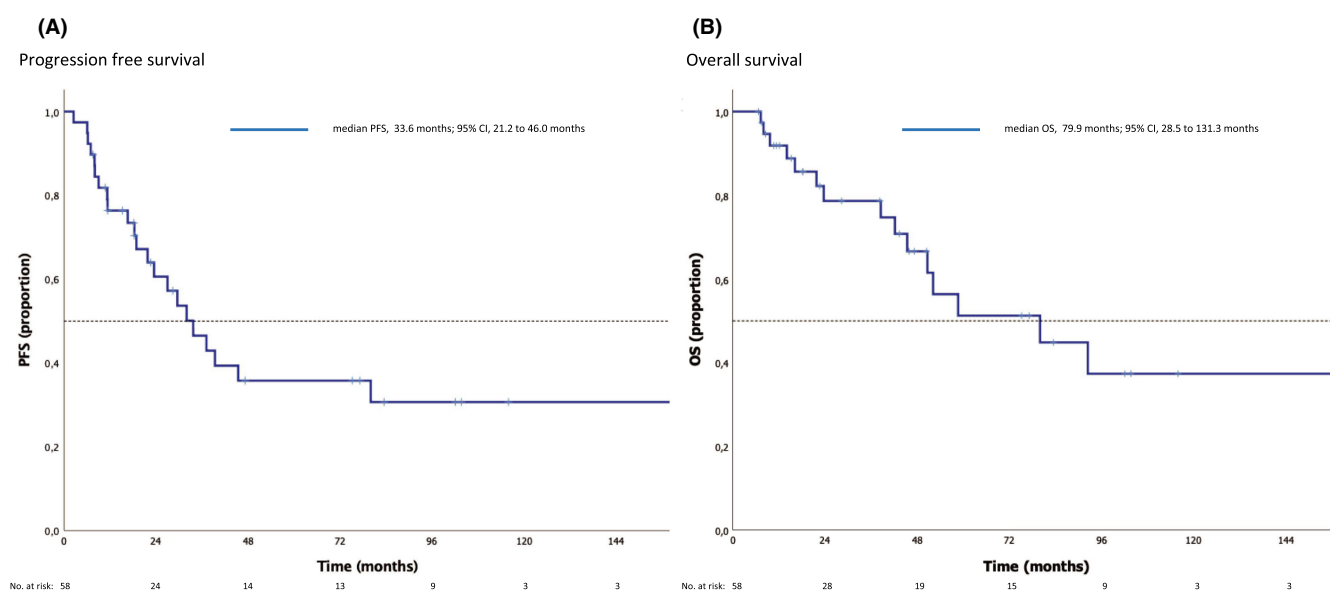 (A)
Progression free survival
median PFS, 33.6 months; 95% CI, 21.2 to 46.0 months
PFS (proportion)
1,0
0,8
0,6
0,4
0,2
0,0
0 24 48 72 96 120 144
Time (months)
No. at risk: 58 24 14 13 9 3 3
(B)
Overall survival
median OS, 79.9 months; 95% CI, 28.5 to 131.3 months
OS (proportion)
1,0
0,8
0,6
0,4
0,2
0,0
0 24 48 72 96 120 144
Time (months)
No. at risk: 58 28 19 15 9 3 3